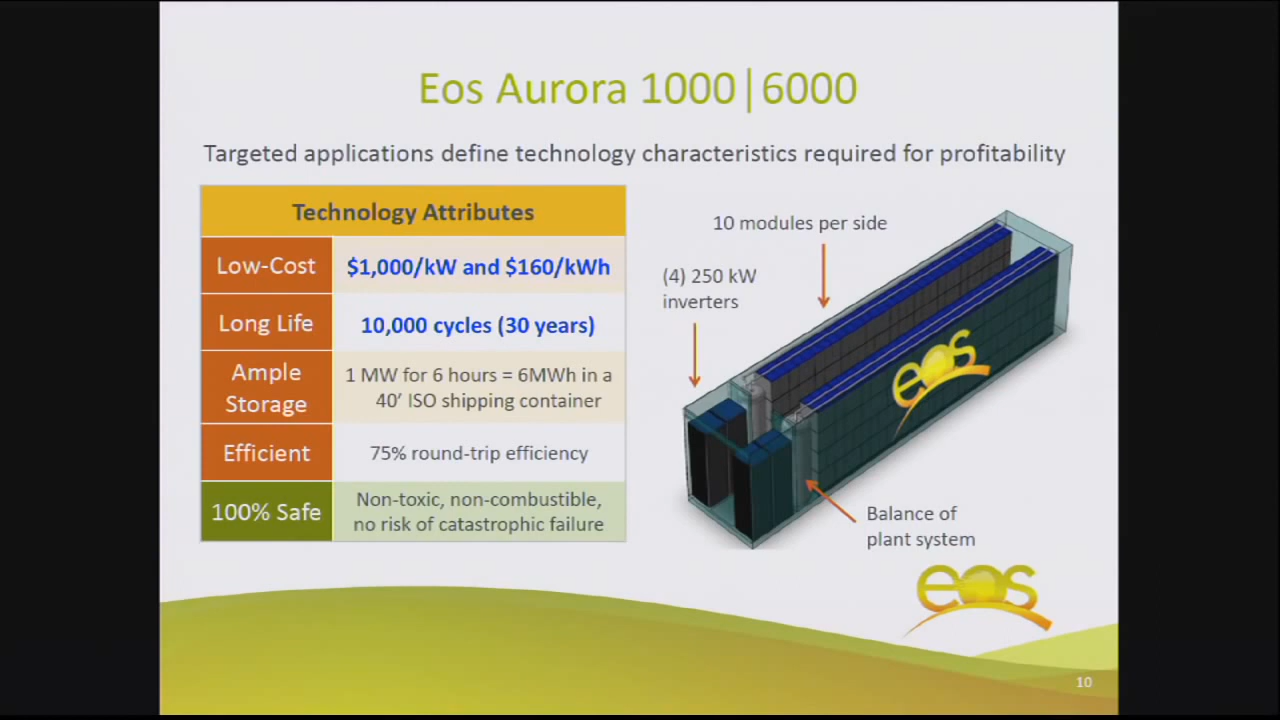 Eos Aurora 1000|6000
Targeted applications define technology characteristics required for profitability
Technology Attributes
Low-Cost
$1,000/kW and $160/kWh
Long Life
10,000 cycles (30 years)
Ample
Storage
1 MW for 6 hours = 6MWh in a
40’ ISO shipping container
Efficient
75% round-trip efficiency
100% Safe
Non-toxic, non-combustible,
no risk of catastrophic failure
10 modules per side
(4) 250 kW
inverters
eos
Balance of
plant system
eos
10